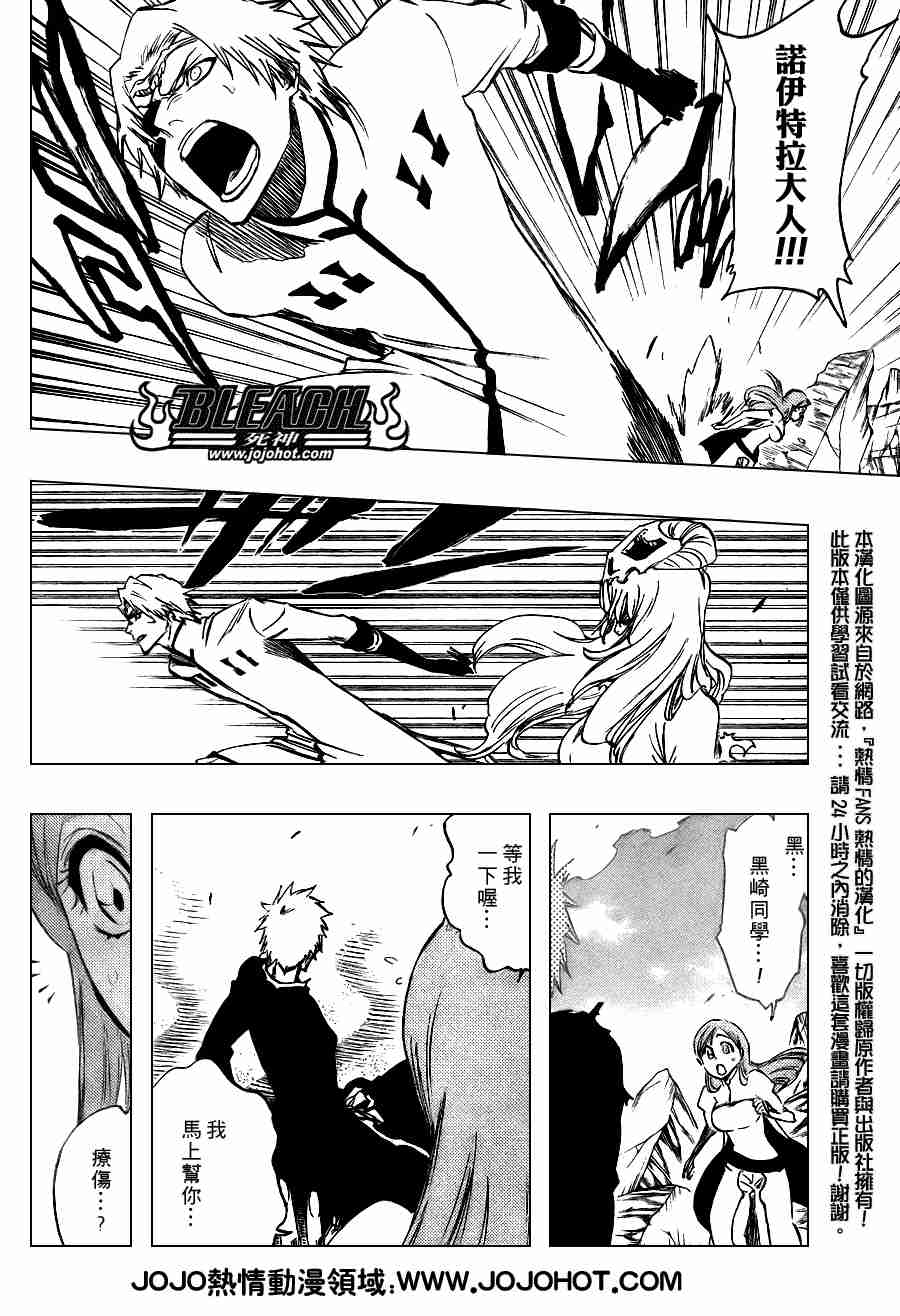 諾伊特拉大人!!!
BLEACH
死神
www.jojohot.com
黑…
黑崎同學…!
等我
一下喔…
我
馬上幫你…
療傷…?
本漢化圖源來自於網路,『熱情FANS熱情的漢化』一切版權歸原作者與出版社擁有!
此版本僅供學習試看交流…請24小時之內消除,喜歡這套漫畫請購買正版!謝謝。
JOJO熱情動漫領域:WWW.JOJOHOT.COM